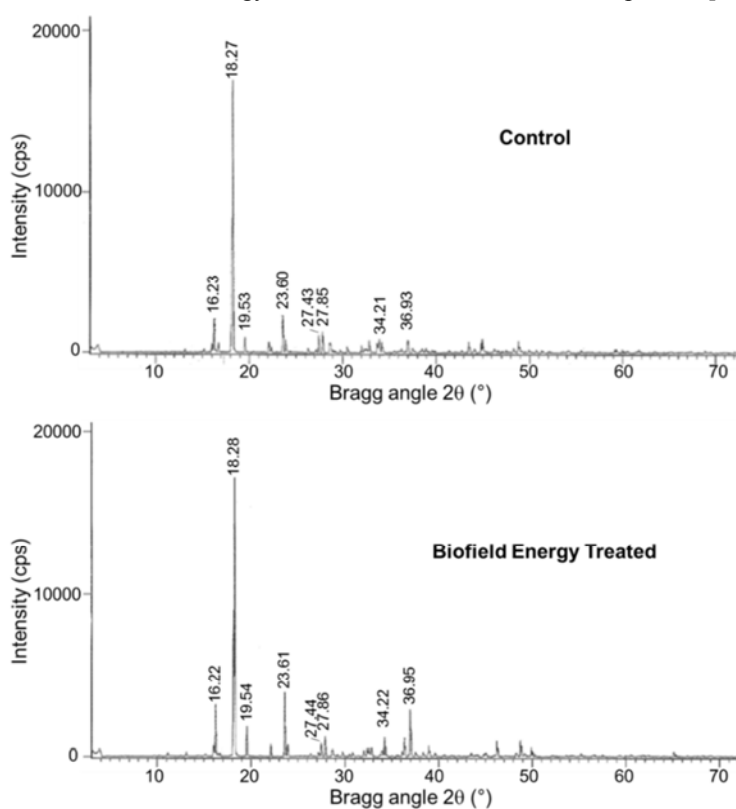 20000
18.27
Control
Intensity (cps)
10000
16.23
19.53
23.60
27.43
27.85
34.21
36.93
0
10 20 30 40 50 60 70
Bragg angle 2θ (°)
20000
18.28
Biofield Energy Treated
Intensity (cps)
10000
16.22
19.54
23.61
27.44
27.86
34.22
36.95
0
10 20 30 40 50 60 70
Bragg angle 2θ (°)